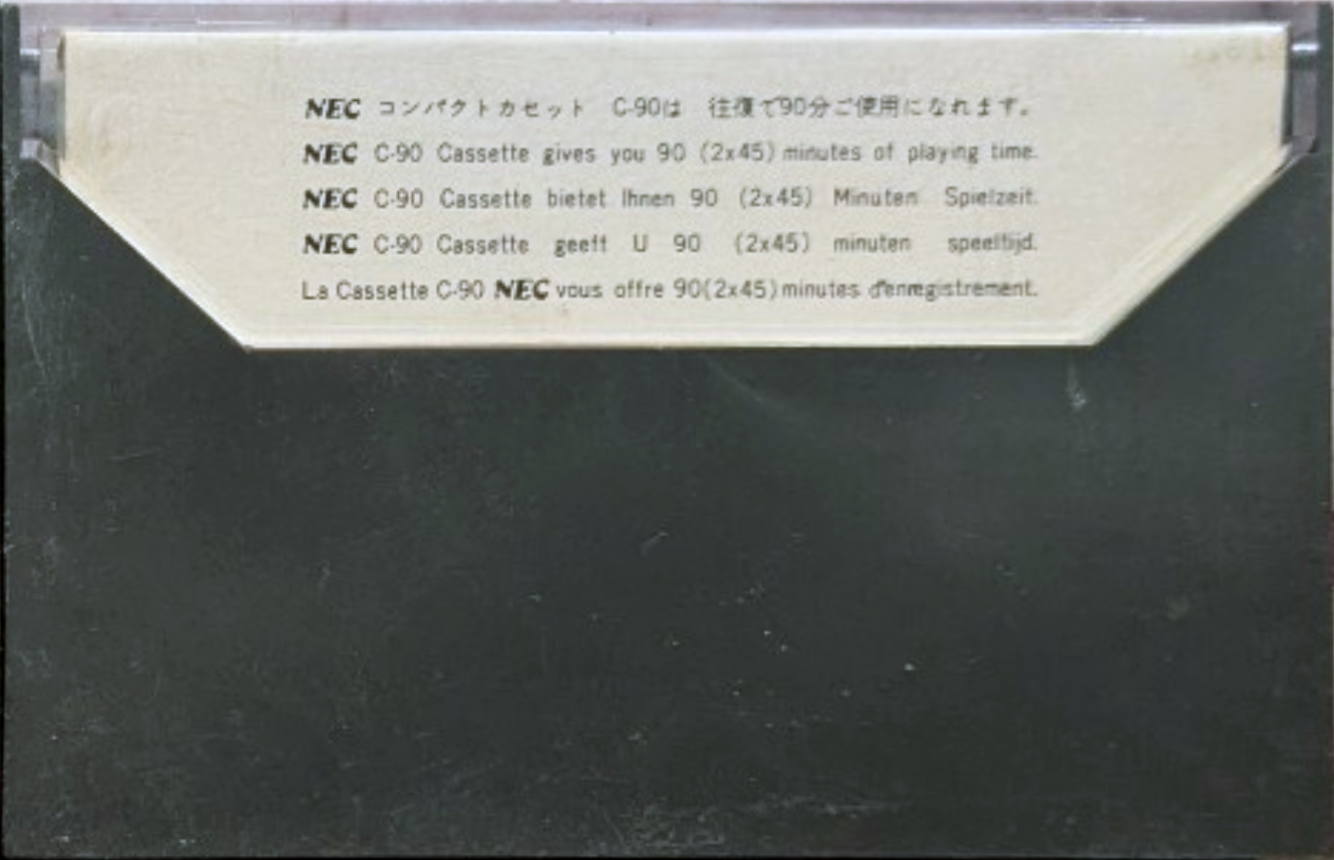 NEC コンパクトカセット C-90は 往復で90分ご使用になれます。
NEC C-90 Cassette gives you 90 (2x45) minutes of playing time.
NEC C-90 Cassette bietet Ihnen 90 (2x45) Minuten Spielzeit.
NEC C-90 Cassette geeft U 90 (2x45) minuten speeltijd.
La Cassette C-90 NEC vous offre 90(2x45)minutes d'enregistrement.